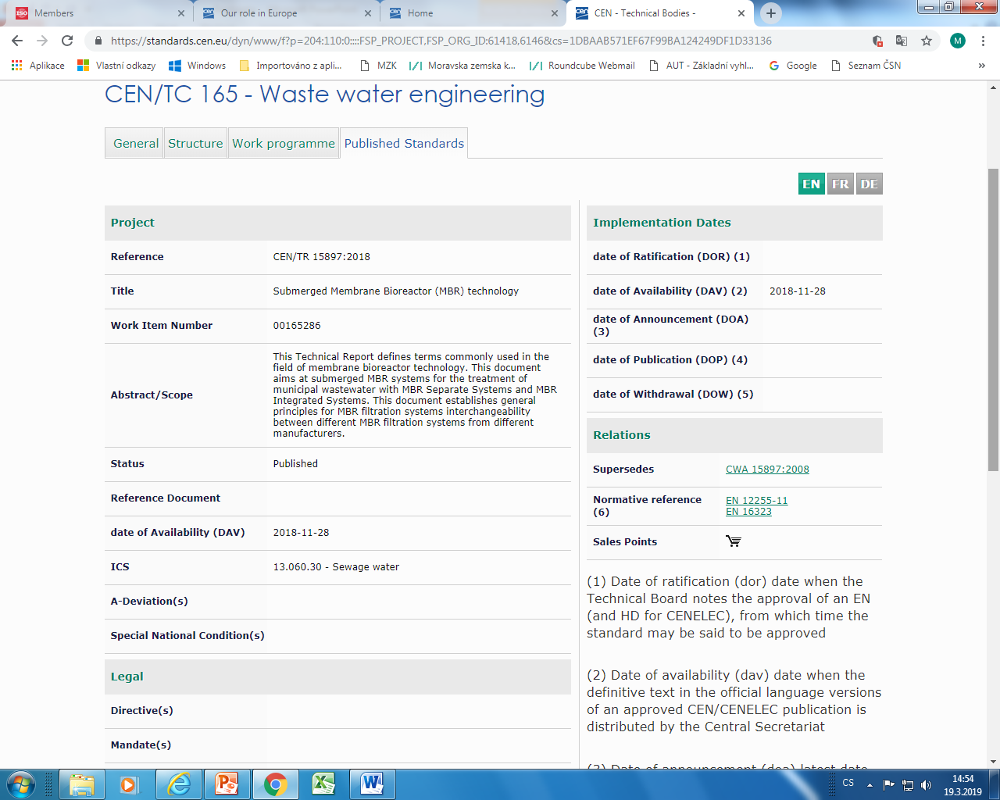 Members
Our role in Europe
Home
CEN - Technical Bodies -
https://standards.cen.eu/dyn/www/f?p=204:110:0::::FSP_PROJECT,FSP_ORG_ID:61418,6146&cs=1DBAAB571EF67F99BA124249DF1D33136
M
Aplikace
Vlastní odkazy
Windows
Importováno z apli...
MZK
Moravska zemska k...
Roundcube Webmail
AUT - Základní vyhl...
Google
Seznam ČSN
»
CEN/TC 165 - Waste water engineering
General
Structure
Work programme
Published Standards
EN FR DE
Project
Reference CEN/TR 15897:2018
Title Submerged Membrane Bioreactor (MBR) technology
Work Item Number 00165286
Abstract/Scope
This Technical Report defines terms commonly used in the
field of membrane bioreactor technology. This document
aims at submerged MBR systems for the treatment of
municipal wastewater with MBR Separate Systems and MBR
Integrated Systems. This document establishes general
principles for MBR filtration systems interchangeability
between different MBR filtration systems from different
manufacturers.
Status Published
Reference Document
date of Availability (DAV) 2018-11-28
ICS 13.060.30 - Sewage water
A-Deviation(s)
Special National Condition(s)
Legal
Directive(s)
Mandate(s)
Implementation Dates
date of Ratification (DOR) (1)
date of Availability (DAV) (2) 2018-11-28
date of Announcement (DOA)
(3)
date of Publication (DOP) (4)
date of Withdrawal (DOW) (5)
Relations
Supersedes CWA 15897:2008
Normative reference
(6)
EN 12255-11
EN 16323
Sales Points
(1) Date of ratification (dor) date when the
Technical Board notes the approval of an EN
(and HD for CENELEC), from which time the
standard may be said to be approved
(2) Date of availability (dav) date when the
definitive text in the official language versions
of an approved CEN/CENELEC publication is
distributed by the Central Secretariat
(3) Date of announcement (doa) latest date
CS
14:54
19.3.2019